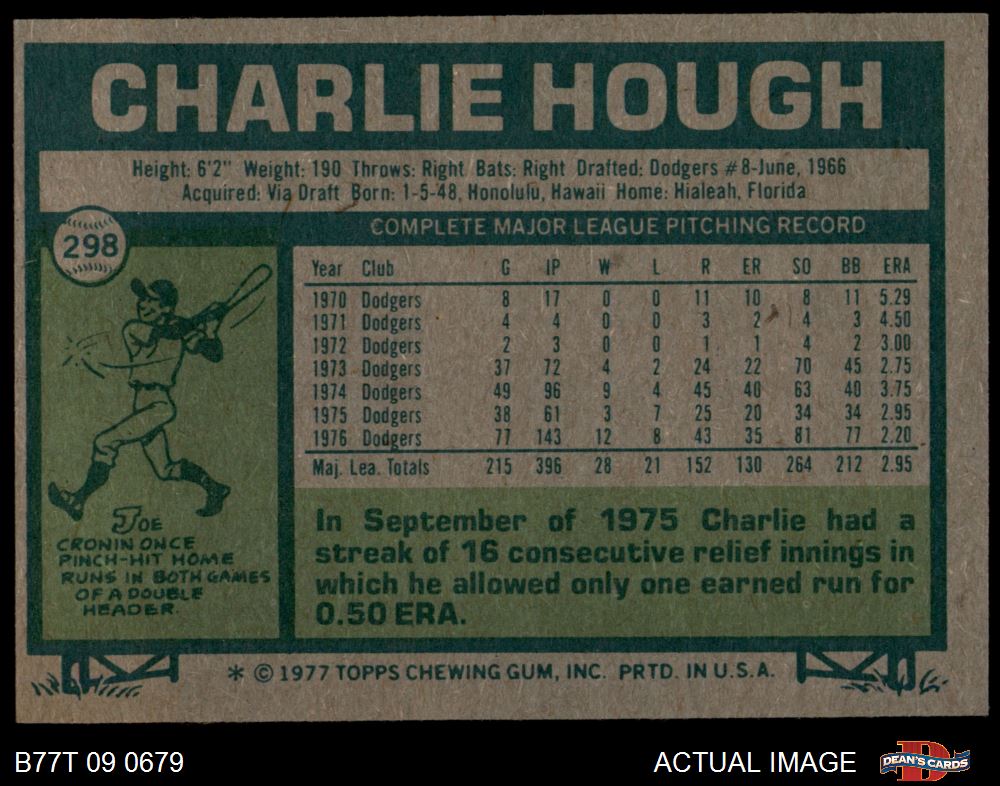 CHARLIE HOUGH
Height: 6'2" Weight: 190 Throws: Right Bats: Right Drafted: Dodgers #8-June, 1966
Acquired: Via Draft Born: 1-5-48, Honolulu, Hawaii Home: Hialeah, Florida
298
COMPLETE MAJOR LEAGUE PITCHING RECORD
Year Club G IP W L R ER SO BB ERA
1970 Dodgers 8 17 0 0 11 10 8 11 5.29
1971 Dodgers 4 4 0 0 3 2 4 3 4.50
1972 Dodgers 2 3 0 0 1 1 4 2 3.00
1973 Dodgers 37 72 4 2 24 22 70 45 2.75
1974 Dodgers 49 96 9 4 45 40 63 40 3.75
1975 Dodgers 38 61 3 7 25 20 34 34 2.95
1976 Dodgers 77 143 12 8 43 35 81 77 2.20
Maj. Lea. Totals 215 396 28 21 152 130 264 212 2.95
JOE
CRONIN ONCE
PINCH-HIT HOME
RUNS IN BOTH GAMES
OF A DOUBLE
HEADER.
In September of 1975 Charlie had a
streak of 16 consecutive relief innings in
which he allowed only one earned run for
0.50 ERA.
* © 1977 TOPPS CHEWING GUM, INC. PRTD. IN U.S.A.
B77T 09 0679
ACTUAL IMAGE
DEAN'S CARDS